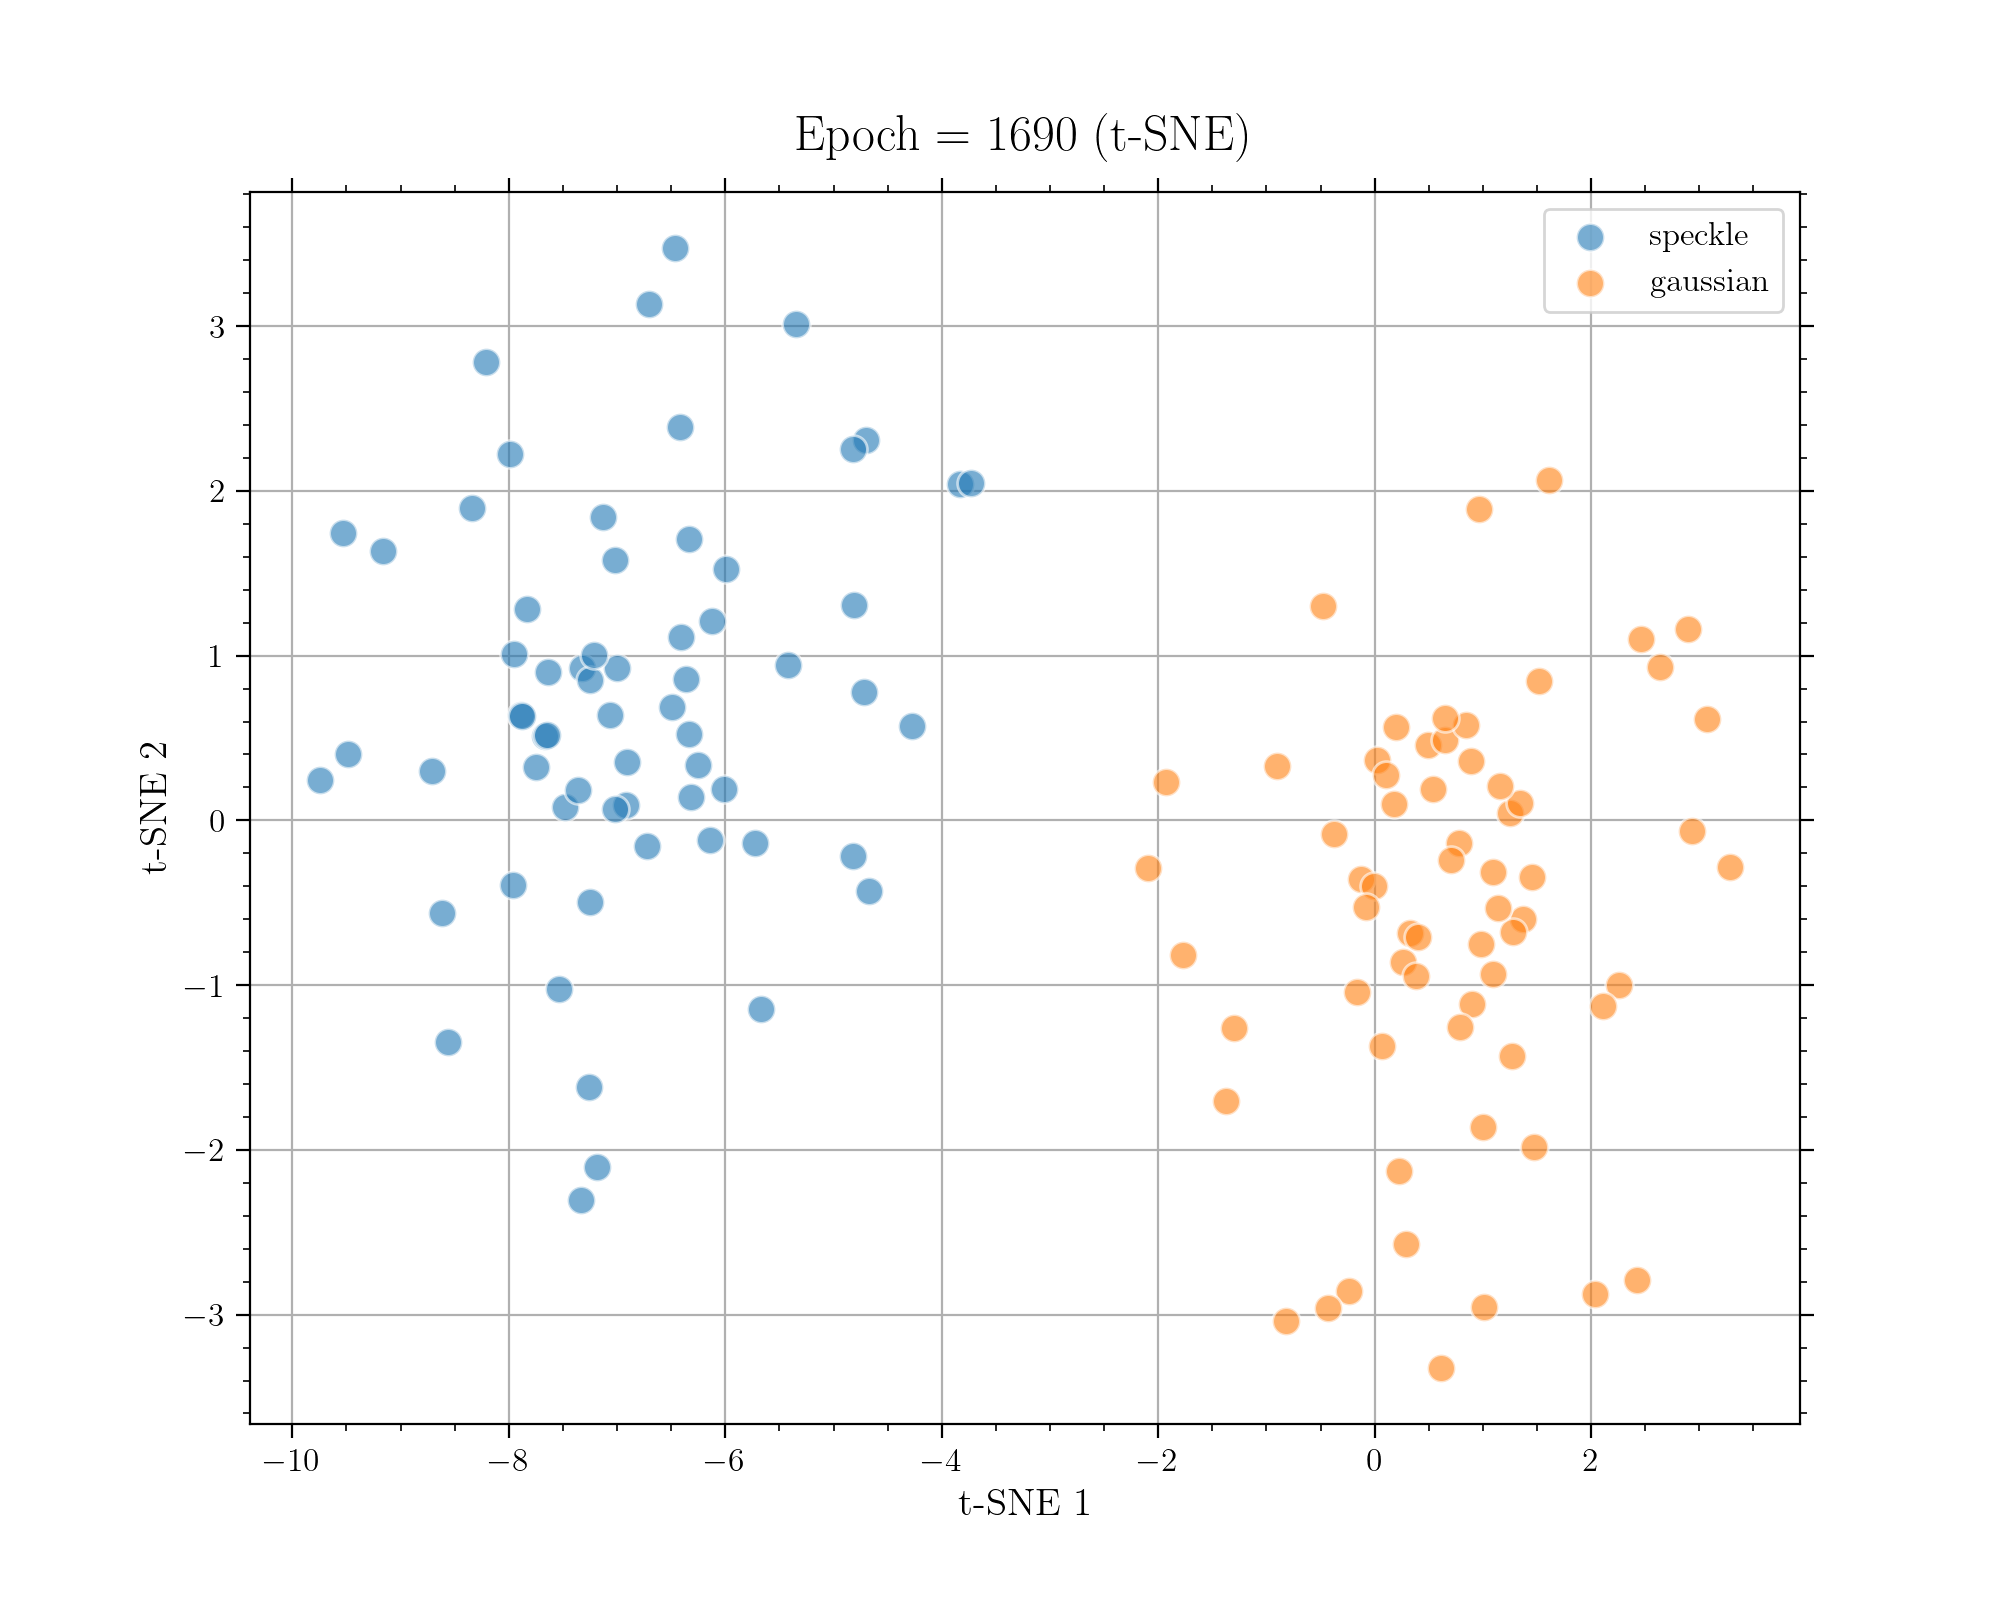 Epoch = 1690 (t-SNE)
speckle
gaussian
3
2
1
0
−1
−2
−3
t-SNE 2
−10 −8 −6 −4 −2 0 2
t-SNE 1